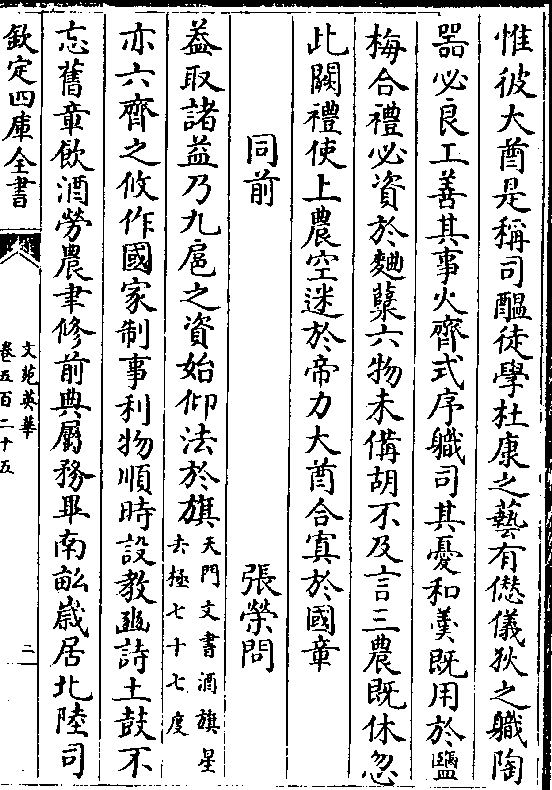 惟彼大酋是稱司醞徒學杜康之藝有僁儀狄之職陶
器必良工善其事火齊式序職司其憂和羮既用於鹽
梅合禮必資於麯糵六物未備胡不及言三農既休忽
此闕禮使上農空迷於帝力大酋合寘於國章
同前 張榮問
葢取諸益乃九扈之資始仰法於旗天門文書酒旗星去極七十七度
亦六齊之攸作國家制事利物順時設教豳詩土鼓不
忘舊章飲酒勞農聿修前典屬務畢南畝歲居北陸司
欽定四庫全書
文苑英華
卷五百二十五
二